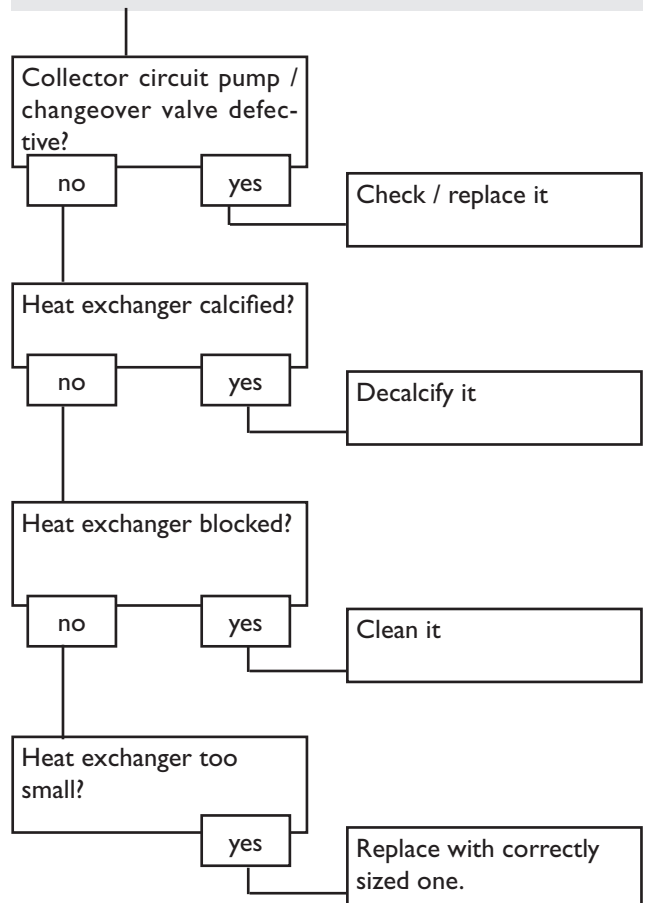 Collector circuit pump /
changeover valve defec-
tive?
no
yes
Check / replace it
Heat exchanger calcified?
no
yes
Decalcify it
Heat exchanger blocked?
no
yes
Clean it
Heat exchanger too
small?
yes
Replace with correctly
sized one.